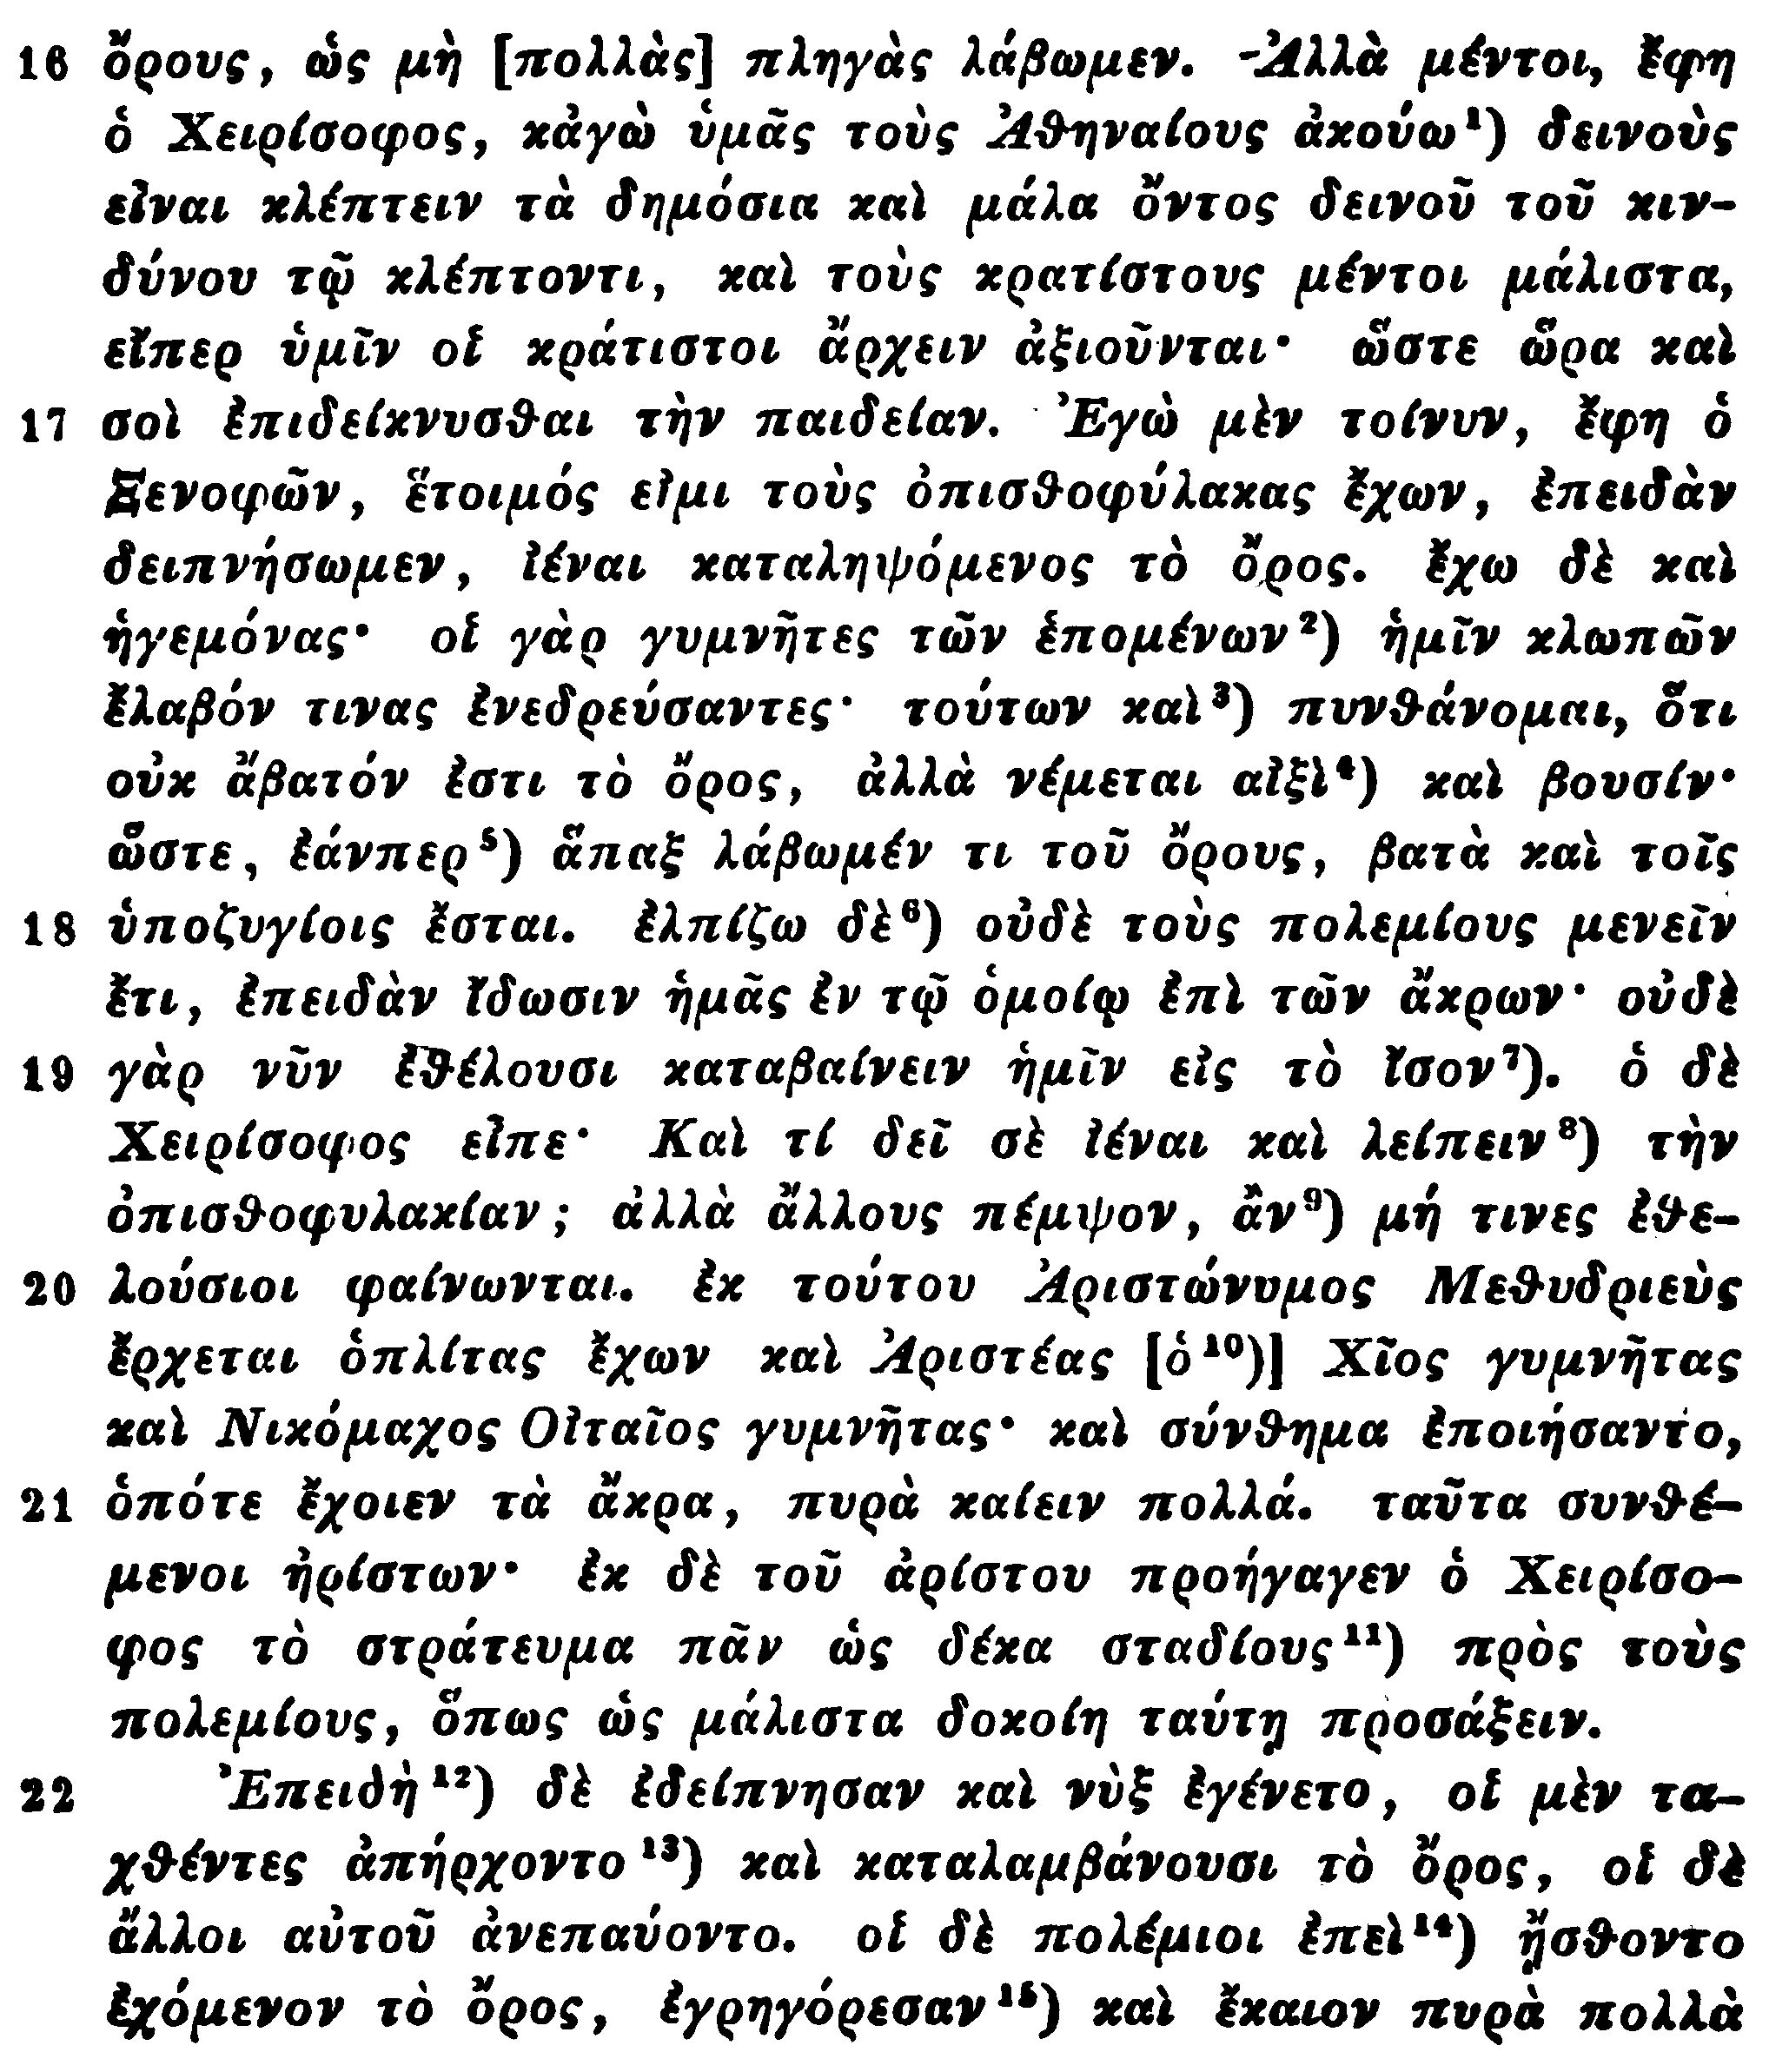 16 ὄρους, ὡς μὴ [πολλὰς] πληγὰς λάβωμεν. -Ἀλλὰ μέντοι, ἔφη
ὁ Χειρίσοφος, κἀγὼ ὑμᾶς τοὺς Ἀθηναίους ἀκούω¹) δεινοὺς
εἶναι κλέπτειν τὰ δημόσια καὶ μάλα ὄντος δεινοῦ τοῦ κιν-
δύνου τῷ κλέπτοντι, καὶ τοὺς κρατίστους μέντοι μάλιστα,
εἴπερ ὑμῖν οἱ κράτιστοι ἄρχειν ἀξιοῦνται· ὥστε ὥρα καὶ
17 σοὶ ἐπιδείκνυσθαι τὴν παιδείαν. Ἐγὼ μὲν τοίνυν, ἔφη ὁ
Ξενοφῶν, ἕτοιμός εἰμι τοὺς ὀπισθοφύλακας ἔχων, ἐπειδὰν
δειπνήσωμεν, ἰέναι καταληψόμενος τὸ ὄρος. ἔχω δὲ καὶ
ἡγεμόνας· οἱ γὰρ γυμνῆτες τῶν ἑπομένων²) ἡμῖν κλωπῶν
ἔλαβόν τινας ἐνεδρεύσαντες· τούτων καὶ³) πυνθάνομαι, ὅτι
οὐκ ἄβατόν ἐστι τὸ ὄρος, ἀλλὰ νέμεται αἰξὶ⁴) καὶ βουσίν·
ὥστε, ἐάνπερ⁵) ἅπαξ λάβωμέν τι τοῦ ὄρους, βατὰ καὶ τοῖς
18 ὑποζυγίοις ἔσται. ἐλπίζω δὲ⁶) οὐδὲ τοὺς πολεμίους μενεῖν
ἔτι, ἐπειδὰν ἴδωσιν ἡμᾶς ἐν τῷ ὁμοίῳ ἐπὶ τῶν ἄκρων· οὐδὲ
19 γὰρ νῦν ἐθέλουσι καταβαίνειν ἡμῖν εἰς τὸ ἴσον⁷). ὁ δὲ
Χειρίσοφος εἶπε· Καὶ τί δεῖ σὲ ἰέναι καὶ λείπειν⁸) τὴν
ὀπισθοφυλακίαν; ἀλλὰ ἄλλους πέμψον, ἂν⁹) μή τινες ἐθε-
20 λούσιοι φαίνωνται. ἐκ τούτου Ἀριστώνυμος Μεθυδριεὺς
ἔρχεται ὁπλίτας ἔχων καὶ Ἀριστέας [ὁ¹⁰)] Χῖος γυμνῆτας
καὶ Νικόμαχος Οἰταῖος γυμνῆτας· καὶ σύνθημα ἐποιήσαντο,
21 ὁπότε ἔχοιεν τὰ ἄκρα, πυρὰ καίειν πολλά. ταῦτα συνθέ-
μενοι ἠρίστων· ἐκ δὲ τοῦ ἀρίστου προήγαγεν ὁ Χειρίσο-
φος τὸ στράτευμα πᾶν ὡς δέκα σταδίους¹¹) πρὸς τοὺς
πολεμίους, ὅπως ὡς μάλιστα δοκοίη ταύτῃ προσάξειν.
22 Ἐπειδὴ¹²) δὲ ἐδείπνησαν καὶ νὺξ ἐγένετο, οἱ μὲν τα-
χθέντες ἀπήρχοντο¹³) καὶ καταλαμβάνουσι τὸ ὄρος, οἱ δὲ
ἄλλοι αὐτοῦ ἀνεπαύοντο. οἱ δὲ πολέμιοι ἐπεὶ¹⁴) ᾔσθοντο
ἐχόμενον τὸ ὄρος, ἐγρηγόρεσαν¹⁵) καὶ ἔκαιον πυρὰ πολλὰ